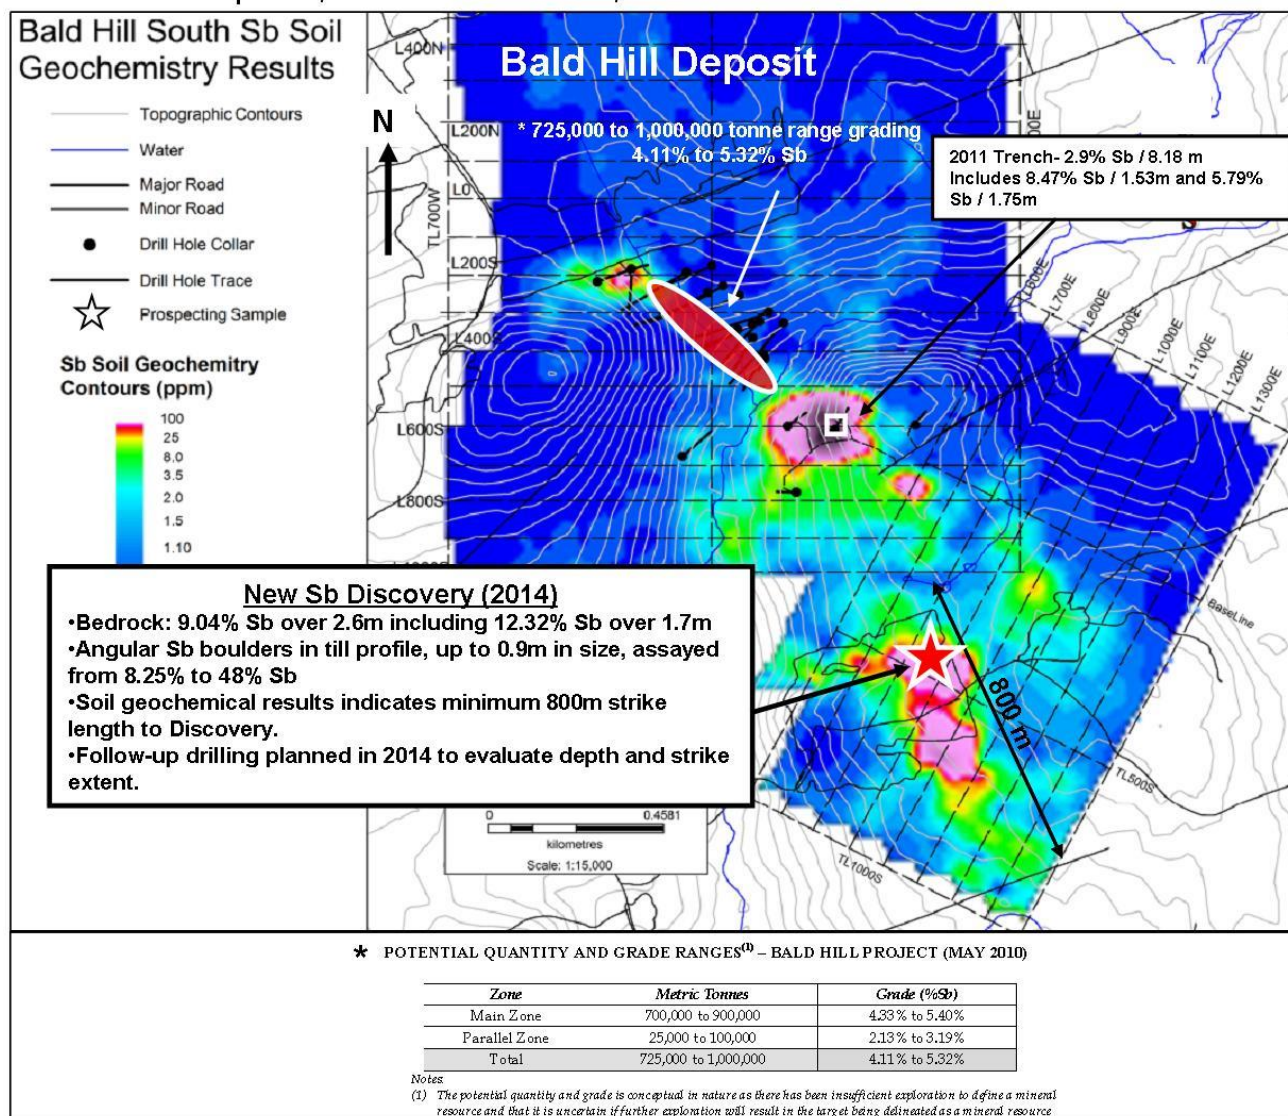 Bald Hill South Sb Soil
Geochemistry Results
Topographic Contours
Water
Major Road
Minor Road
Drill Hole Collar
Drill Hole Trace
Prospecting Sample
Sb Soil Geochemitry
Contours (ppm)
100
25
8.0
3.5
2.0
1.5
1.10
N
Bald Hill Deposit
* 725,000 to 1,000,000 tonne range grading
4.11% to 5.32% Sb
2011 Trench- 2.9% Sb / 8.18 m
Includes 8.47% Sb / 1.53m and 5.79%
Sb / 1.75m
L400N
L200N
L0
TL700W
L200S
L400S
L600S
L800S
L600E
L700E
L800E
L900E
L1000E
L1100E
L1200E
L1300E
BaseLine
TL500S
TL1000S
800 m
New Sb Discovery (2014)
•Bedrock: 9.04% Sb over 2.6m including 12.32% Sb over 1.7m
•Angular Sb boulders in till profile, up to 0.9m in size, assayed
from 8.25% to 48% Sb
•Soil geochemical results indicates minimum 800m strike
length to Discovery.
•Follow-up drilling planned in 2014 to evaluate depth and strike
extent.
0 0.4581
kilometres
Scale: 1:15,000
* POTENTIAL QUANTITY AND GRADE RANGES(1) – BALD HILL PROJECT (MAY 2010)
Zone Metric Tonnes Grade (%Sb)
Main Zone 700,000 to 900,000 4.33% to 5.40%
Parallel Zone 25,000 to 100,000 2.13% to 3.19%
Total 725,000 to 1,000,000 4.11% to 5.32%
Notes
(1) The potential quantity and grade is conceptual in nature as there has been insufficient exploration to define a mineral
resource and that it is uncertain if further exploration will result in the target being delineated as a mineral resource